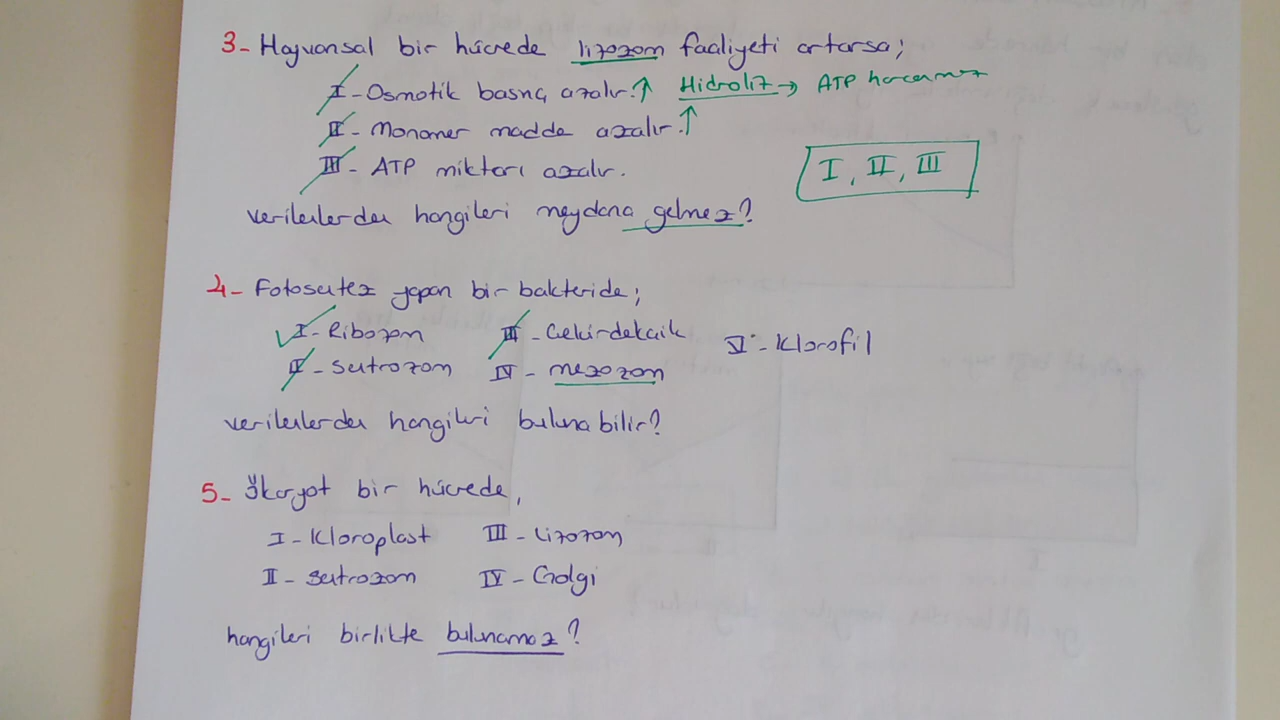 3- Hayvansal bir hücrede lizozom faaliyeti artarsa;
I- Osmotik basınç azalır. ↑ Hidroliz → ATP harcanmaz
II- Monomer madde azalır. ↑
III- ATP miktarı azalır.
I, II, III
verilenlerden hangileri meydana gelmez?
4- Fotosentez yapan bir bakteride;
I- Ribozom III- Çekirdekçik V- Klorofil
II- Sentrozom IV- mezozom
verilenlerden hangileri bulunabilir?
5- Ökaryot bir hücrede,
I- Kloroplast III- Lizozom
II- Sentrozom IV- Golgi
hangileri birlikte bulunamaz?